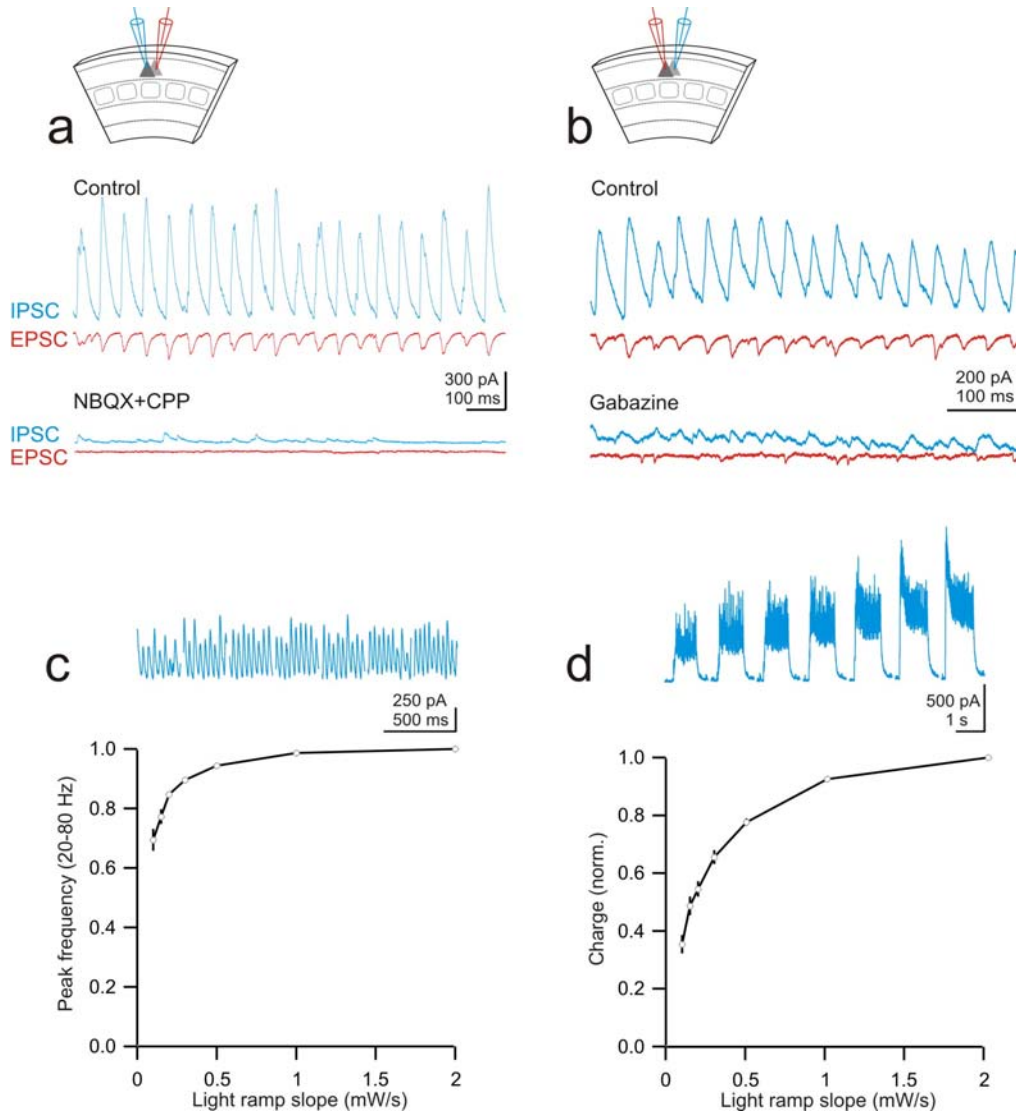 a
Control
IPSC
EPSC
300 pA
100 ms
NBQX+CPP
IPSC
EPSC
b
Control
200 pA
100 ms
Gabazine
c
250 pA
500 ms
Peak frequency (20-80 Hz)
1.0
0.8
0.6
0.4
0.2
0.0
0 0.5 1 1.5 2
Light ramp slope (mW/s)
d
500 pA
1 s
Charge (norm.)
1.0
0.8
0.6
0.4
0.2
0.0
0 0.5 1 1.5 2
Light ramp slope (mW/s)